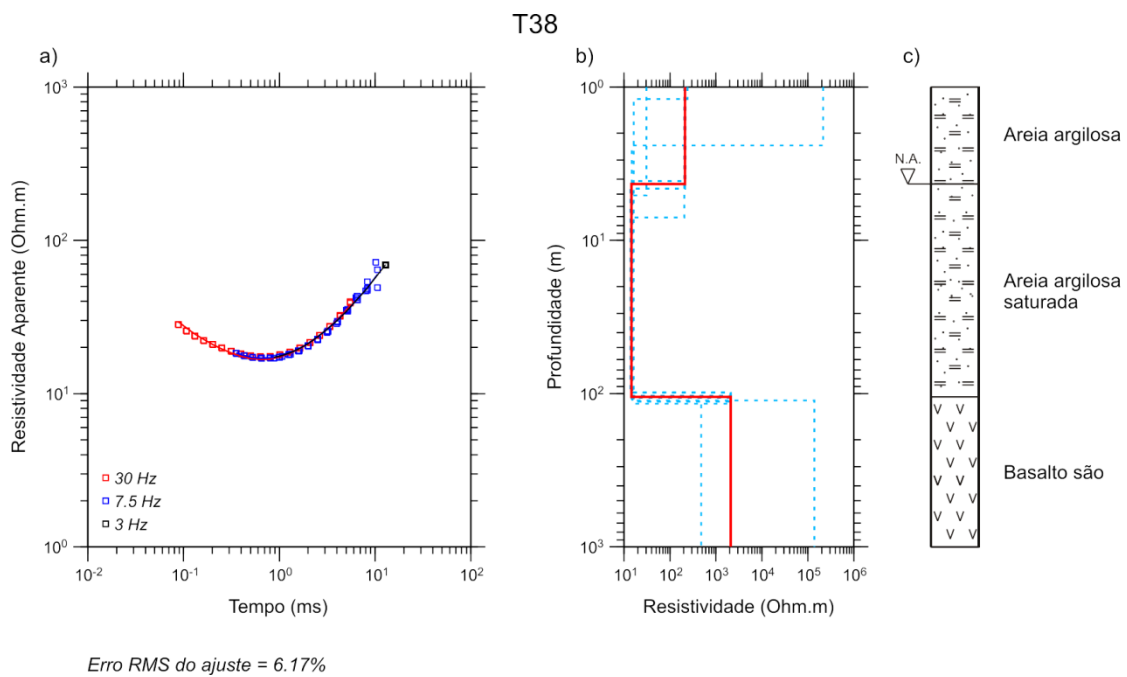 T38
a)
b)
c)
10³
10²
10¹
10⁰
Resistividade Aparente (Ohm.m)
30 Hz
7.5 Hz
3 Hz
10⁻² 10⁻¹ 10⁰ 10¹ 10²
Tempo (ms)
10⁰
10¹
10²
10³
Profundidade (m)
10¹ 10² 10³ 10⁴ 10⁵ 10⁶
Resistividade (Ohm.m)
N.A.
Areia argilosa
Areia argilosa
saturada
Basalto são
Erro RMS do ajuste = 6.17%